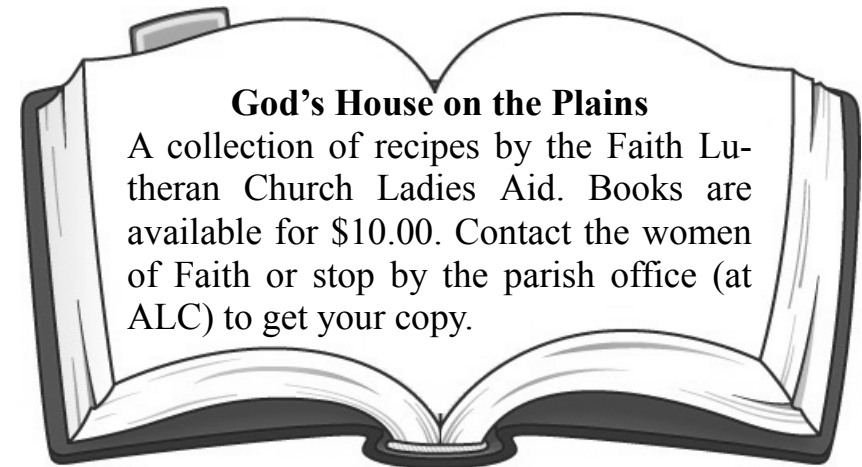 God’s House on the Plains
A collection of recipes by the Faith Lu-
theran Church Ladies Aid. Books are
available for $10.00. Contact the women
of Faith or stop by the parish office (at
ALC) to get your copy.